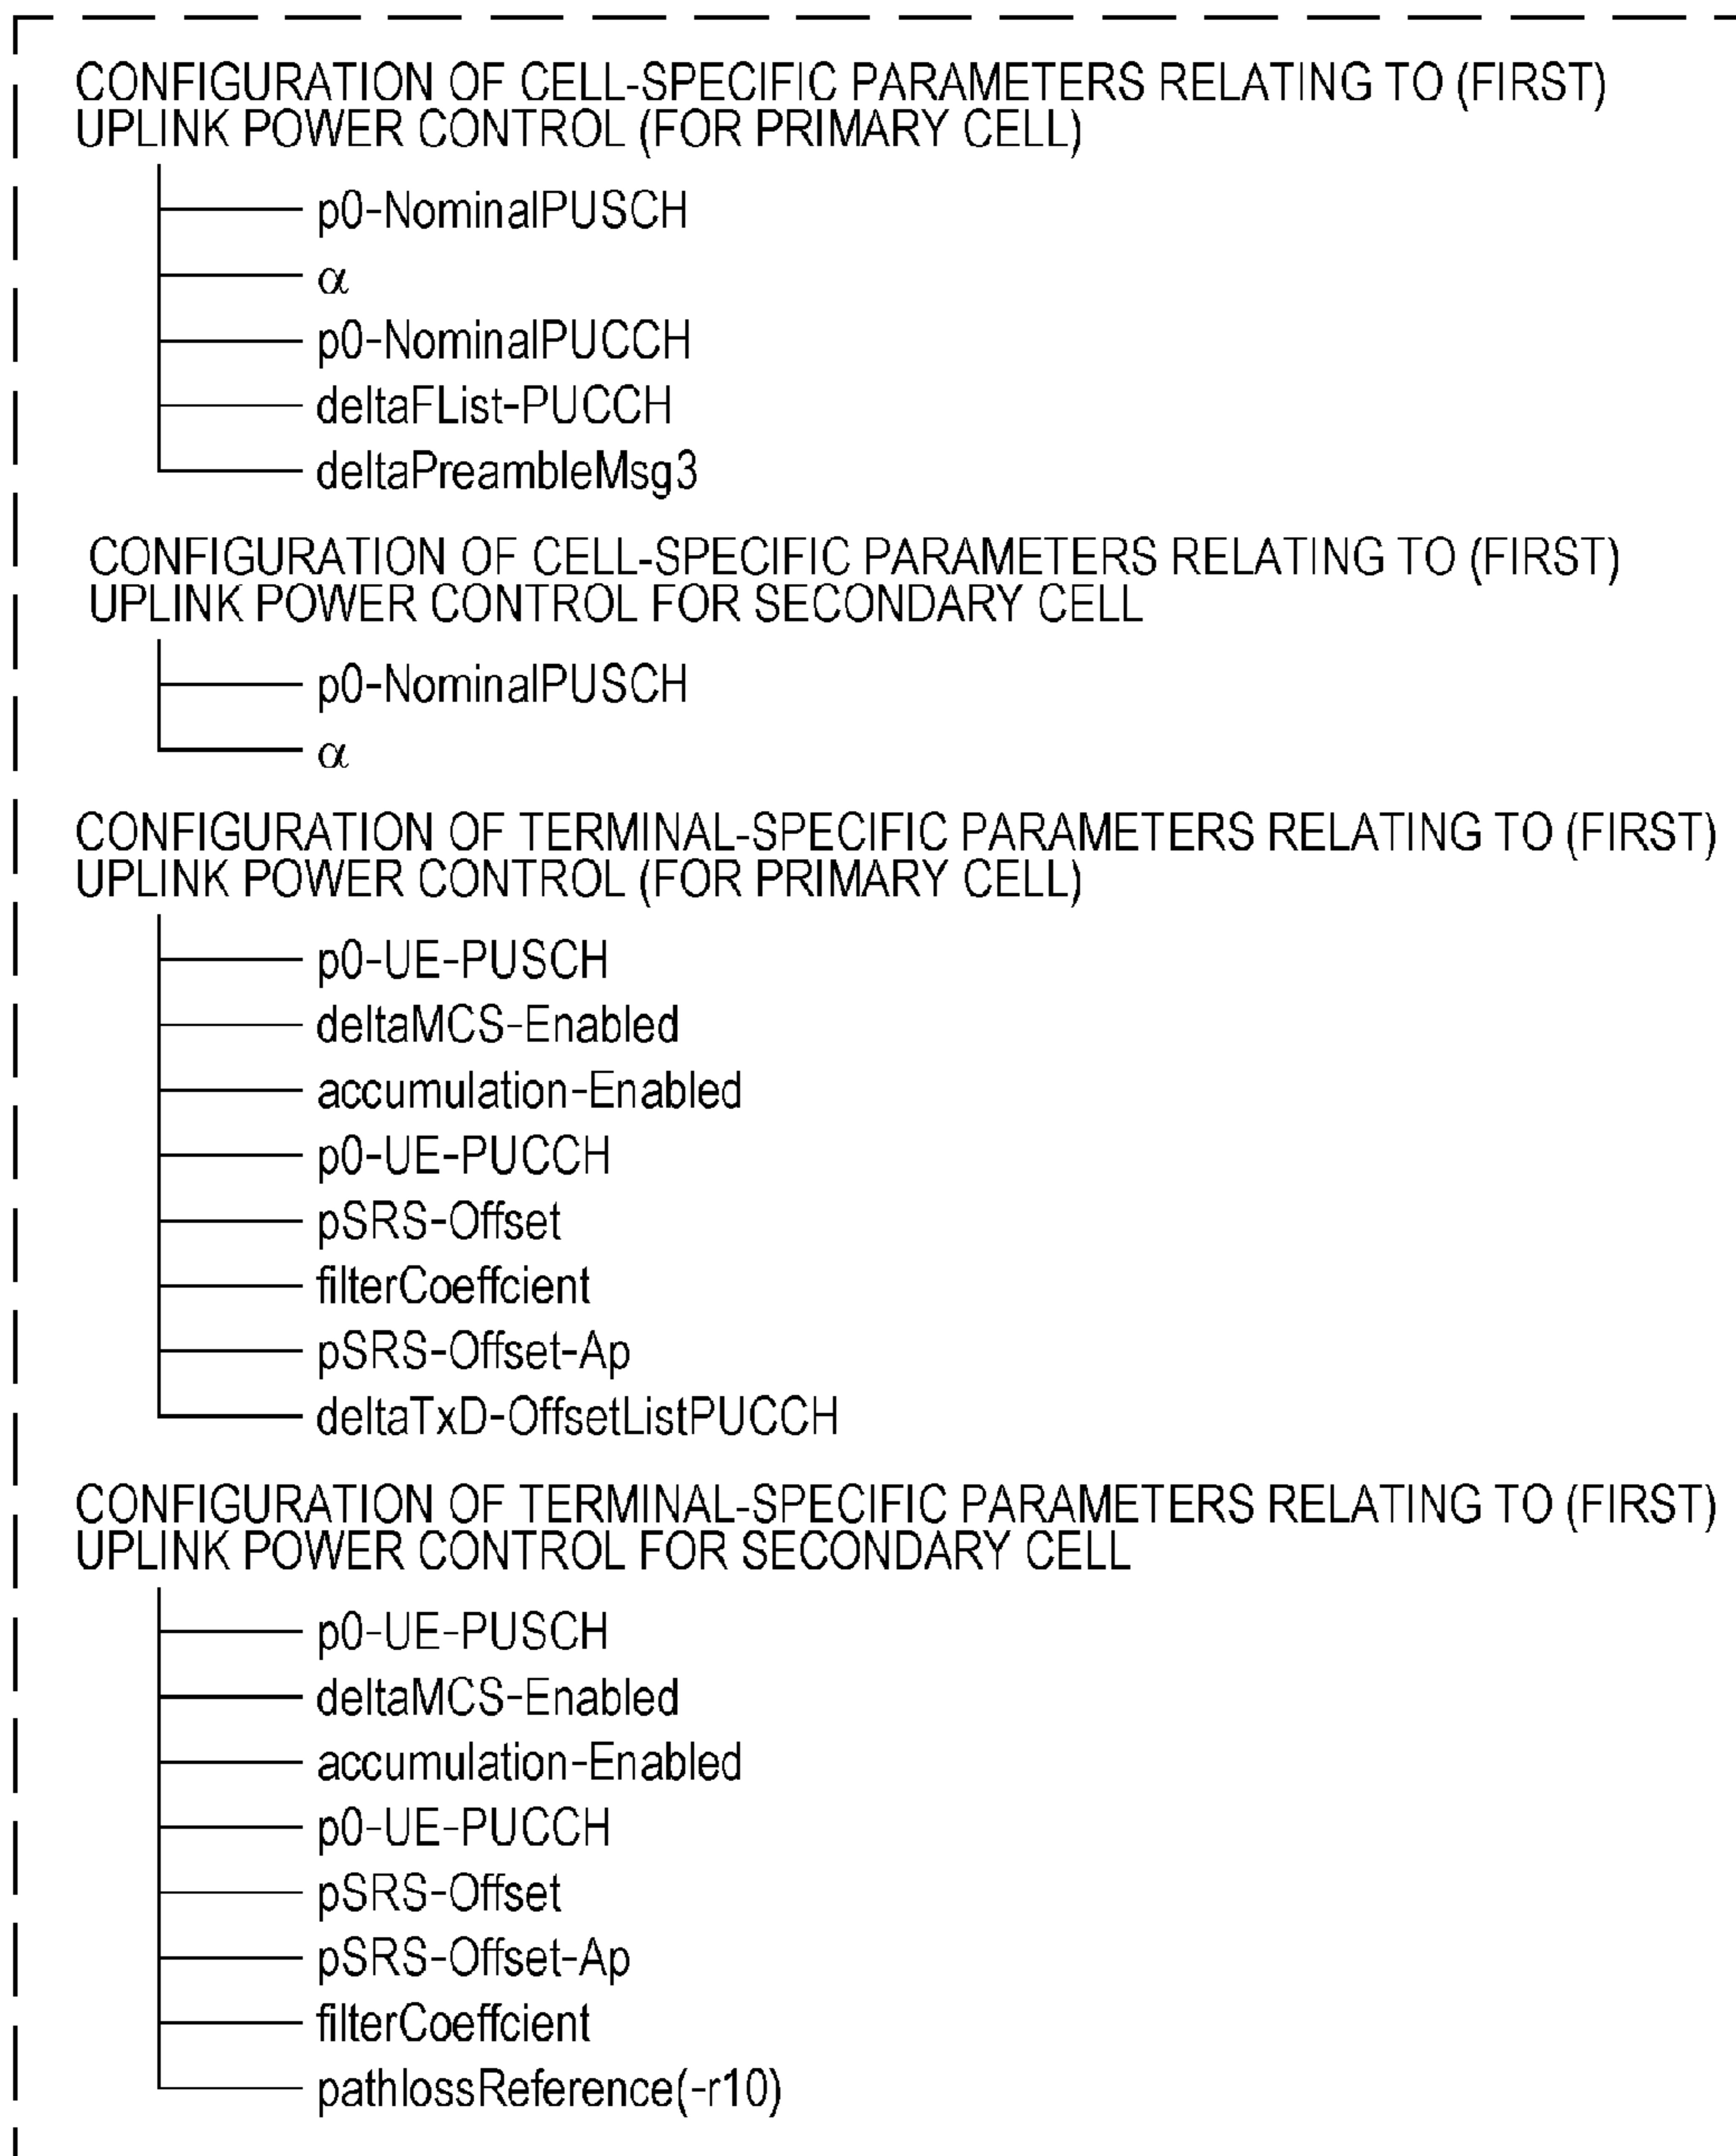 CONFIGURATION OF CELL-SPECIFIC PARAMETERS RELATING TO (FIRST)
UPLINK POWER CONTROL (FOR PRIMARY CELL)
p0-NominalPUSCH
α
p0-NominalPUCCH
deltaFList-PUCCH
deltaPreambleMsg3
CONFIGURATION OF CELL-SPECIFIC PARAMETERS RELATING TO (FIRST)
UPLINK POWER CONTROL FOR SECONDARY CELL
p0-NominalPUSCH
α
CONFIGURATION OF TERMINAL-SPECIFIC PARAMETERS RELATING TO (FIRST)
UPLINK POWER CONTROL (FOR PRIMARY CELL)
p0-UE-PUSCH
deltaMCS-Enabled
accumulation-Enabled
p0-UE-PUCCH
pSRS-Offset
filterCoeffcient
pSRS-Offset-Ap
deltaTxD-OffsetListPUCCH
CONFIGURATION OF TERMINAL-SPECIFIC PARAMETERS RELATING TO (FIRST)
UPLINK POWER CONTROL FOR SECONDARY CELL
p0-UE-PUSCH
deltaMCS-Enabled
accumulation-Enabled
p0-UE-PUCCH
pSRS-Offset
pSRS-Offset-Ap
filterCoeffcient
pathlossReference(-r10)